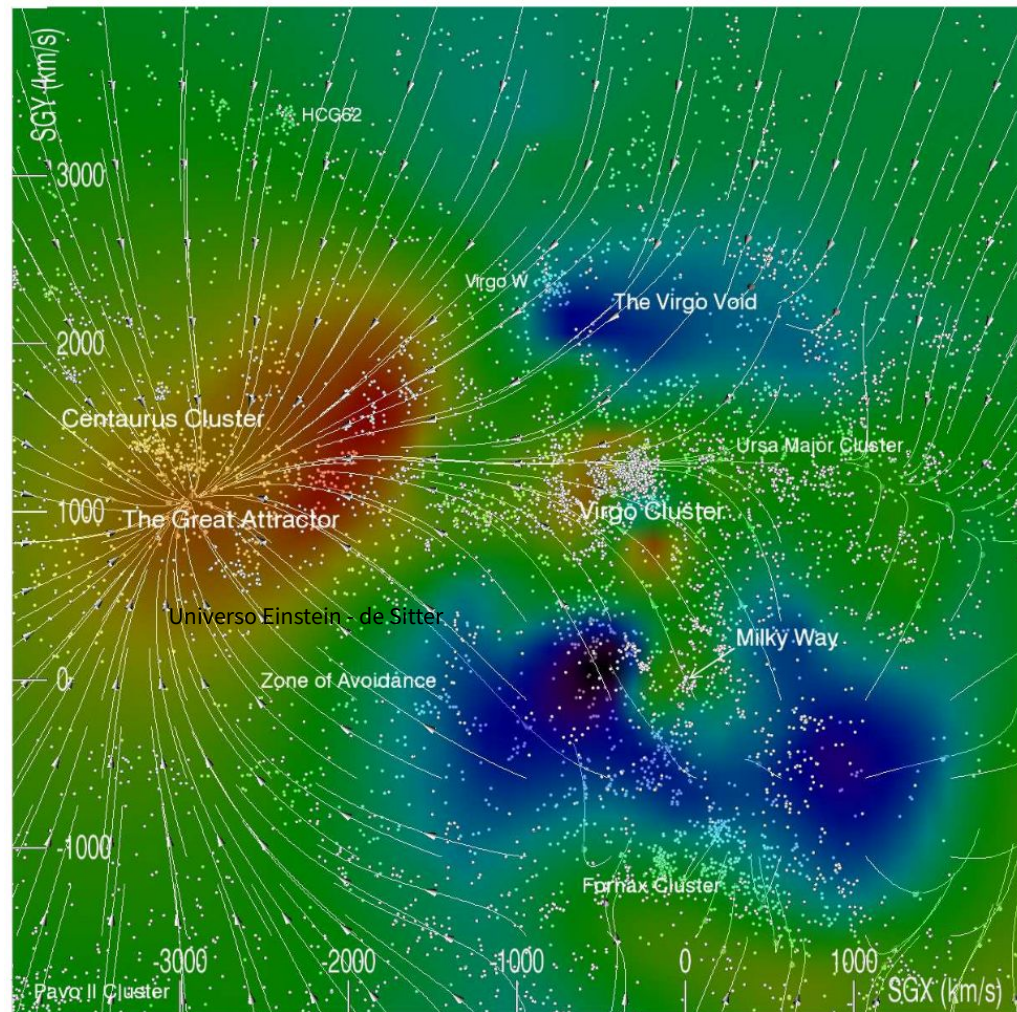 SGY (km/s)
HCG62
3000
Virgo W
The Virgo Void
2000
Centaurus Cluster
Ursa Major Cluster
1000
The Great Attractor
Virgo Cluster
Universo Einstein - de Sitter
Milky Way
0
Zone of Avoidance
1000
Fornax Cluster
-3000
-2000
-1000
0
1000
Pavo II Cluster
SGX (km/s)